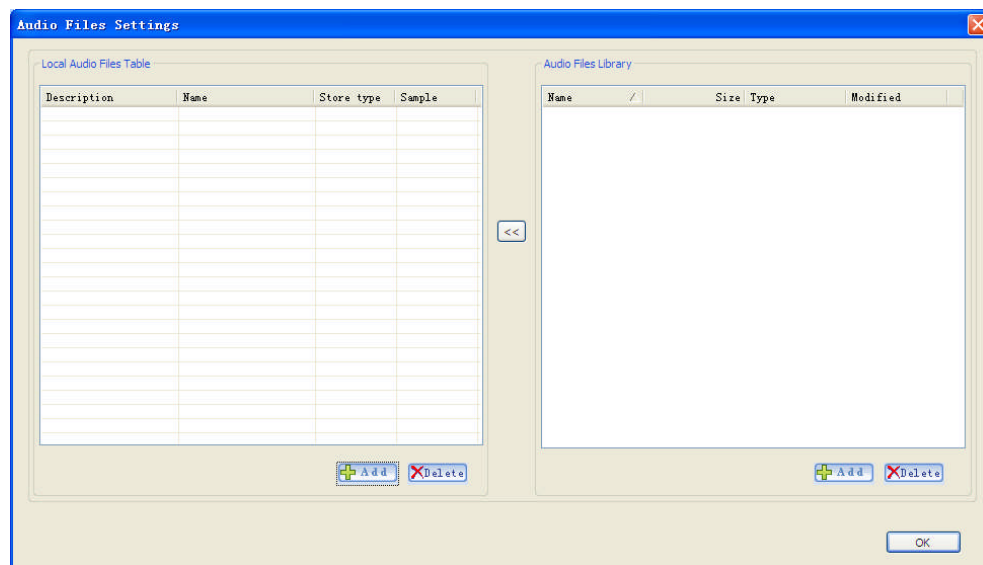 Audio Files Settings
Local Audio Files Table
Description Name Store type Sample
<<
Add Delete
Audio Files Library
Name / Size Type Modified
Add Delete
OK